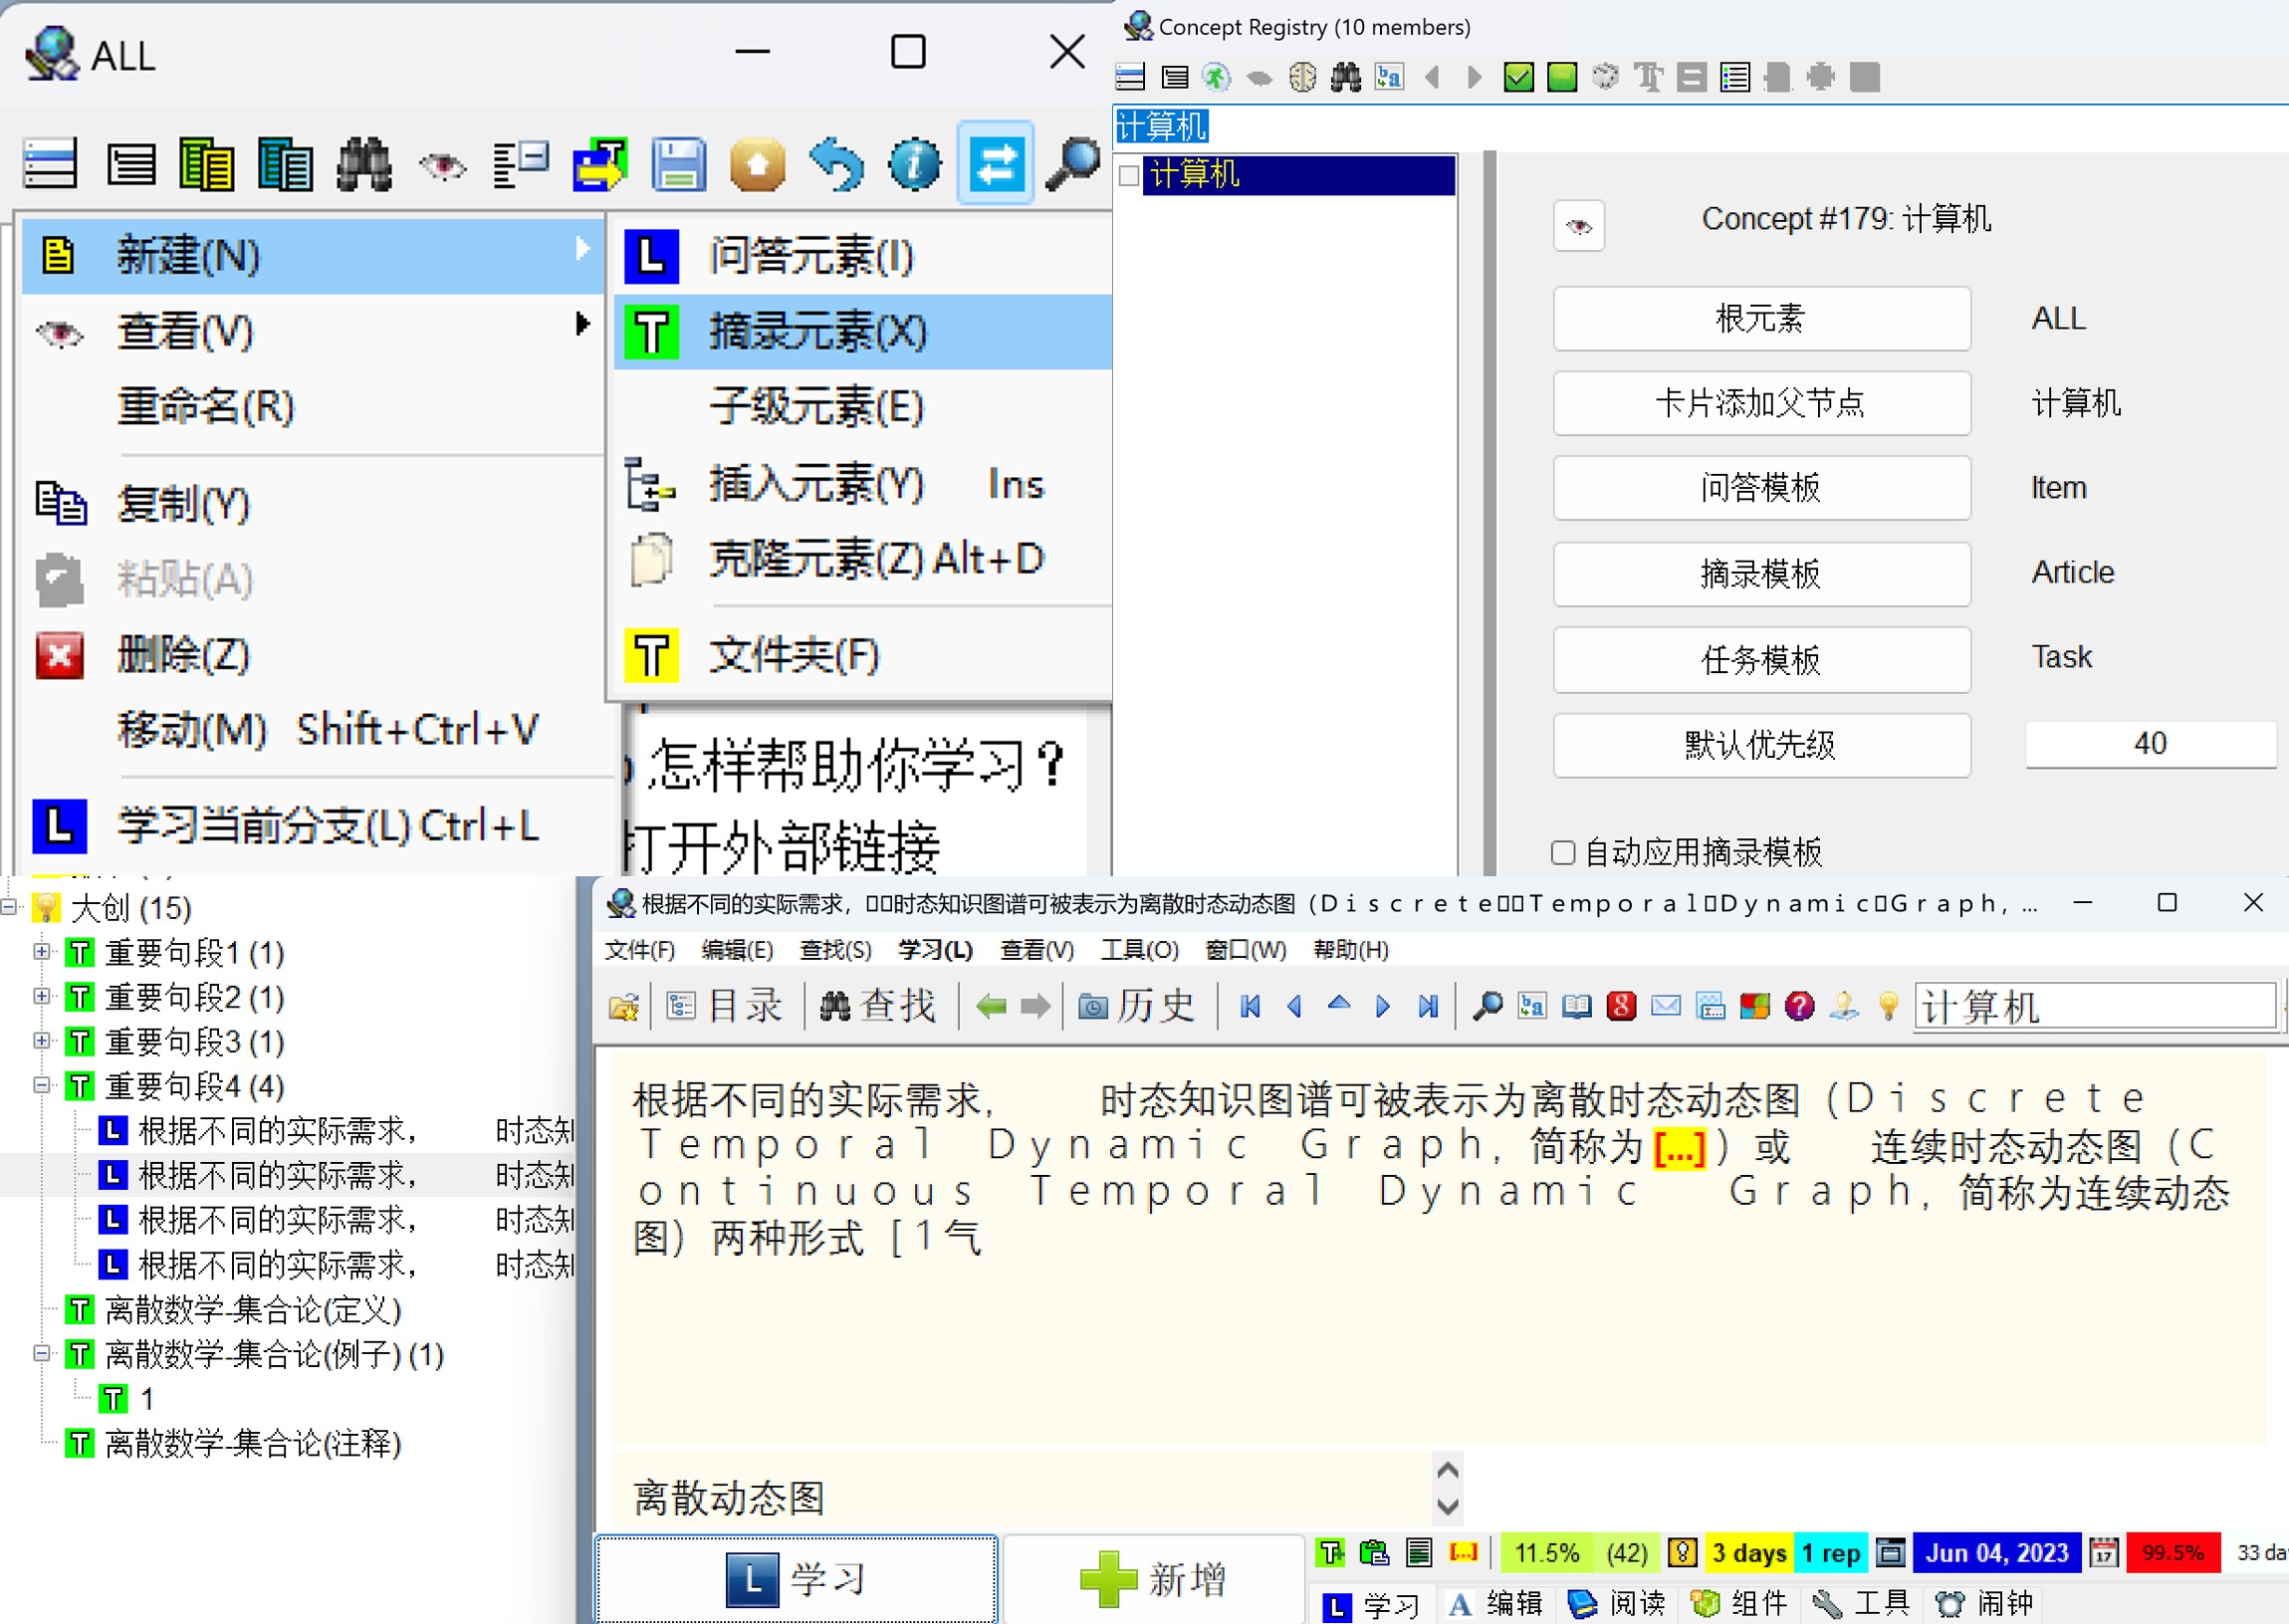 ALL
新建(N)
查看(V)
重命名(R)
复制(Y)
粘贴(A)
删除(Z)
移动(M) Shift+Ctrl+V
学习当前分支(L) Ctrl+L
问答元素(I)
摘录元素(X)
子级元素(E)
插入元素(Y) Ins
克隆元素(Z) Alt+D
文件夹(F)
怎样帮助你学习？
打开外部链接
Concept Registry (10 members)
计算机
计算机
Concept #179: 计算机
根元素 ALL
卡片添加父节点 计算机
问答模板 Item
摘录模板 Article
任务模板 Task
默认优先级 40
自动应用摘录模板
大创 (15)
重要句段1 (1)
重要句段2 (1)
重要句段3 (1)
重要句段4 (4)
根据不同的实际需求， 时态知
根据不同的实际需求， 时态知
根据不同的实际需求， 时态知
根据不同的实际需求， 时态知
离散数学-集合论(定义)
离散数学-集合论(例子) (1)
1
离散数学-集合论(注释)
根据不同的实际需求，□□时态知识图谱可被表示为离散时态动态图（Ｄｉｓｃｒｅｔｅ□□Ｔｅｍｐｏｒａｌ□Ｄｙｎａｍｉｃ□Ｇｒａｐｈ，...
文件(F) 编辑(E) 查找(S) 学习(L) 查看(V) 工具(O) 窗口(W) 帮助(H)
目录 查找 历史 计算机
根据不同的实际需求， 时态知识图谱可被表示为离散时态动态图（Ｄｉｓｃｒｅｔｅ
Ｔｅｍｐｏｒａｌ Ｄｙｎａｍｉｃ Ｇｒａｐｈ，简称为[...]）或 连续时态动态图（Ｃ
ｏｎｔｉｎｕｏｕｓ Ｔｅｍｐｏｒａｌ Ｄｙｎａｍｉｃ Ｇｒａｐｈ，简称为连续动态
图）两种形式［１气
离散动态图
学习 新增
11.5% (42) 3 days 1 rep Jun 04, 2023 99.5% 33 da
学习 编辑 阅读 组件 工具 闹钟